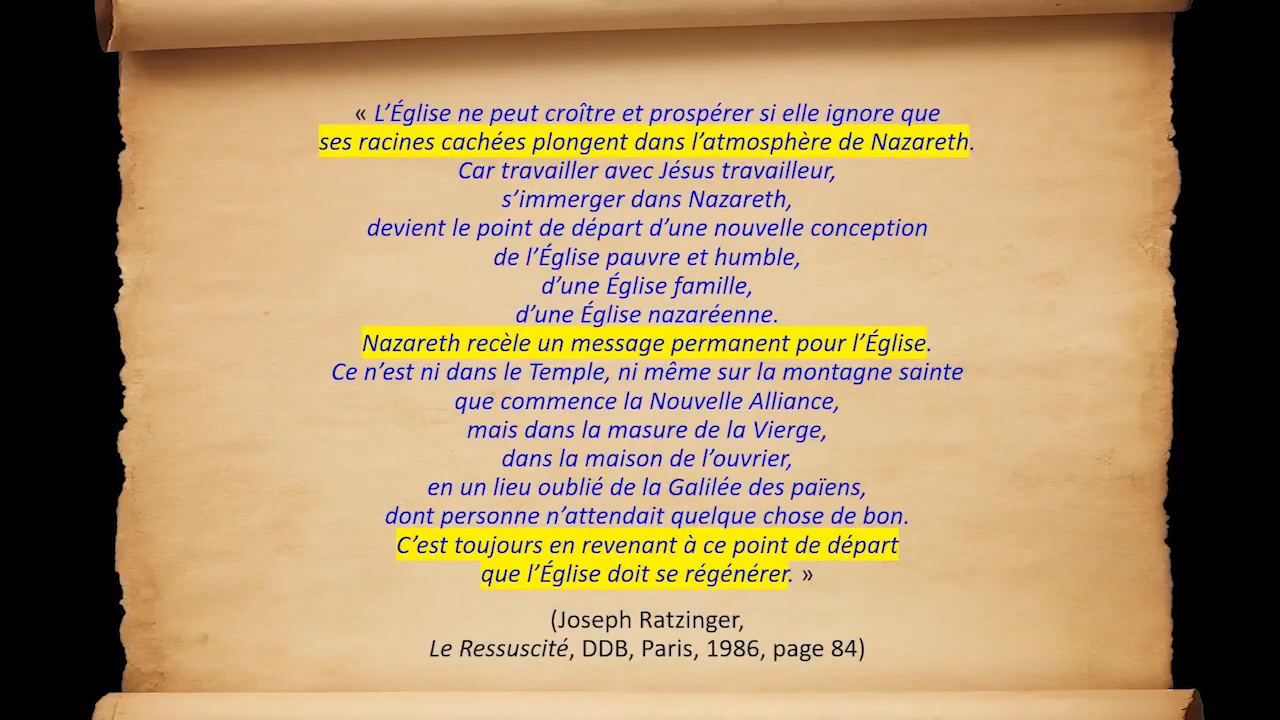 « L’Église ne peut croître et prospérer si elle ignore que
ses racines cachées plongent dans l’atmosphère de Nazareth.
Car travailler avec Jésus travailleur,
s’immerger dans Nazareth,
devient le point de départ d’une nouvelle conception
de l’Église pauvre et humble,
d’une Église famille,
d’une Église nazaréenne.
Nazareth recèle un message permanent pour l’Église.
Ce n’est ni dans le Temple, ni même sur la montagne sainte
que commence la Nouvelle Alliance,
mais dans la masure de la Vierge,
dans la maison de l’ouvrier,
en un lieu oublié de la Galilée des païens,
dont personne n’attendait quelque chose de bon.
C’est toujours en revenant à ce point de départ
que l’Église doit se régénérer. »
(Joseph Ratzinger,
Le Ressuscité, DDB, Paris, 1986, page 84)